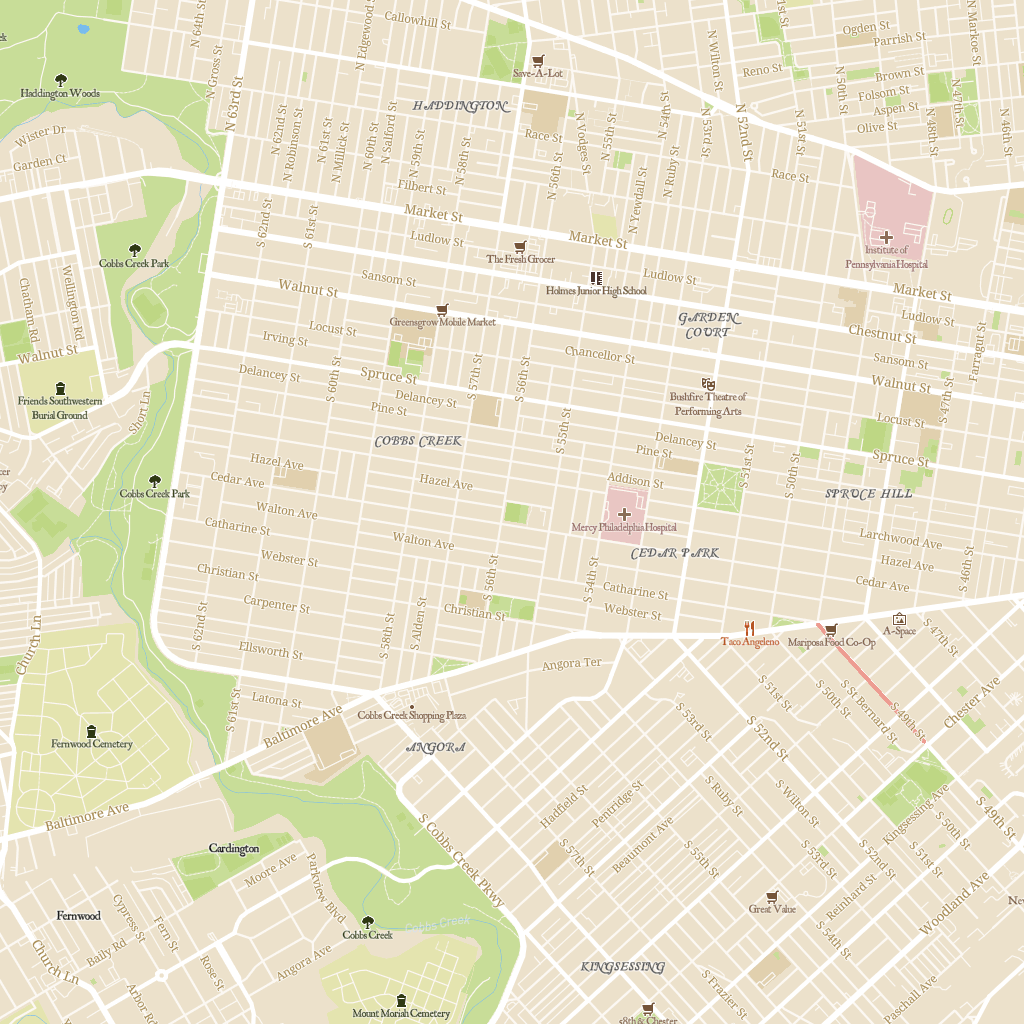 Callowhill St
N 64th St
N Edgewood S
N Gross St
Haddington Woods
Save-A-Lot
HADDINGTON
N 63rd St
Wister Dr
Garden Ct
N 62nd St
N Robinson St
N 61st St
N Millick St
N 60th St
N Salford St
N 59th St
N 58th St
Race St
N 56th St
N Vodges St
N 55th St
N 54th St
N Ruby St
N Yewdall St
N 53rd St
N Wilton St
N 52nd St
N 51st St
51st St
Reno St
Ogden St
Parrish St
Brown St
Folsom St
Aspen St
Olive St
N 50th St
N 48th St
N 47th St
N Markoe St
N 46th St
Race St
Filbert St
Market St
Ludlow St
Market St
Ludlow St
The Fresh Grocer
Holmes Junior High School
Institute of
Pennsylvania Hospital
Market St
Ludlow St
Cobbs Creek Park
S 62nd St
S 61st St
Sansom St
Walnut St
Greensgrow Mobile Market
GARDEN
COURT
Chestnut St
Sansom St
Walnut St
Farragut St
S 47th St
Chatham Rd
Wellington Rd
Walnut St
Locust St
Irving St
Chancellor St
Delancey St
Spruce St
Delancey St
Pine St
S 60th St
S 57th St
S 56th St
S 55th St
Bushfire Theatre of
Performing Arts
Locust St
Friends Southwestern
Burial Ground
Short Ln
COBBS CREEK
Delancey St
Pine St
S 51st St
S 50th St
Spruce St
SPRUCE HILL
Hazel Ave
Cedar Ave
Hazel Ave
Addison St
Cobbs Creek Park
Walton Ave
Mercy Philadelphia Hospital
Catharine St
Walton Ave
CEDAR PARK
Larchwood Ave
Hazel Ave
Cedar Ave
S 46th St
Webster St
Christian St
S 56th St
S 54th St
Catharine St
Webster St
Carpenter St
Christian St
S 62nd St
S 58th St
S Alden St
Church Ln
Ellsworth St
Taco Angeleno
Mariposa Food Co-Op
A-Space
S 47th St
Angora Ter
S 61st St
Latona St
Baltimore Ave
Cobbs Creek Shopping Plaza
ANGORA
S 51st St
S 50th St
S St Bernard St
S 49th St
Chester Ave
S 53rd St
S 52nd St
Fernwood Cemetery
Baltimore Ave
S Cobbs Creek Pkwy
Hadfield St
Pentridge St
Beaumont Ave
S 57th St
S 55th St
S Ruby St
S Wilton St
S 53rd St
S 52nd St
Kingsessing Ave
S 51st St
S 50th St
S 49th St
Cardington
Moore Ave
Parkview Blvd
Great Value
S Reinhard St
S 54th St
Woodland Ave
Fernwood
Cypress St
Fern St
Baily Rd
Cobbs Creek
Cobbs Creek
Church Ln
Rose St
Arbor Rd
Angora Ave
KINGSESSING
S Frazier St
Paschall Ave
Mount Moriah Cemetery
58th & Chester